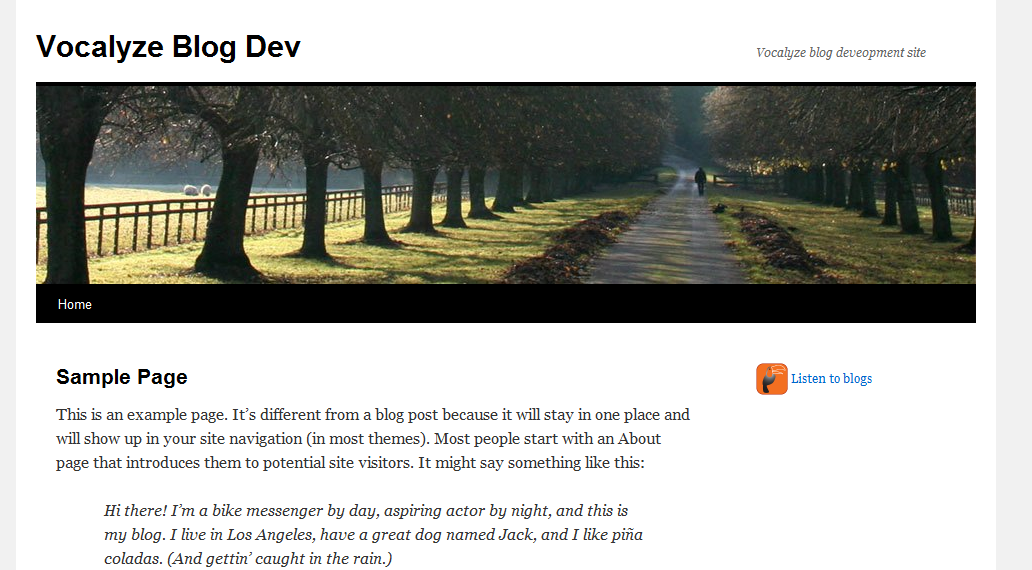 Vocalyze Blog Dev
Vocalyze blog deveopment site
Home
Sample Page
Listen to blogs
This is an example page. It’s different from a blog post because it will stay in one place and
will show up in your site navigation (in most themes). Most people start with an About
page that introduces them to potential site visitors. It might say something like this:
Hi there! I’m a bike messenger by day, aspiring actor by night, and this is
my blog. I live in Los Angeles, have a great dog named Jack, and I like piña
coladas. (And gettin’ caught in the rain.)